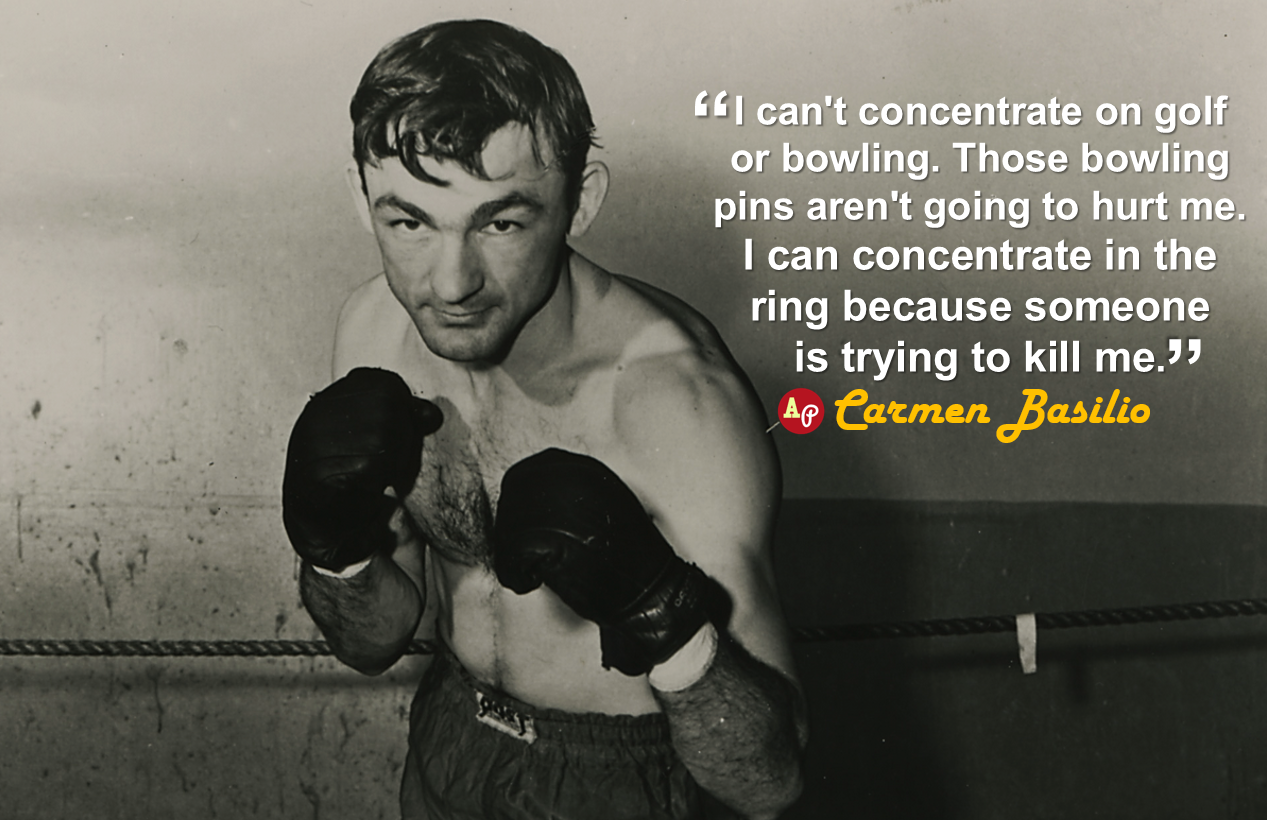 “I can't concentrate on golf
or bowling. Those bowling
pins aren't going to hurt me.
I can concentrate in the
ring because someone
is trying to kill me.”
AP Carmen Basilio